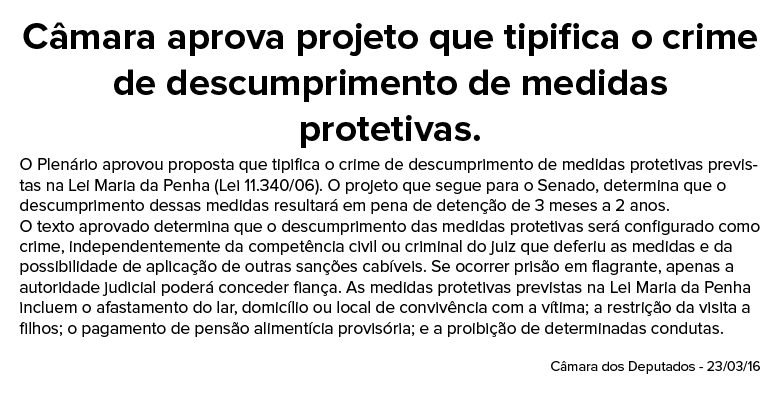 Câmara aprova projeto que tipifica o crime
de descumprimento de medidas
protetivas.
O Plenário aprovou proposta que tipifica o crime de descumprimento de medidas protetivas previs-
tas na Lei Maria da Penha (Lei 11.340/06). O projeto que segue para o Senado, determina que o
descumprimento dessas medidas resultará em pena de detenção de 3 meses a 2 anos.
O texto aprovado determina que o descumprimento das medidas protetivas será configurado como
crime, independentemente da competência civil ou criminal do juiz que deferiu as medidas e da
possibilidade de aplicação de outras sanções cabíveis. Se ocorrer prisão em flagrante, apenas a
autoridade judicial poderá conceder fiança. As medidas protetivas previstas na Lei Maria da Penha
incluem o afastamento do lar, domicílio ou local de convivência com a vítima; a restrição da visita a
filhos; o pagamento de pensão alimentícia provisória; e a proibição de determinadas condutas.
Câmara dos Deputados - 23/03/16